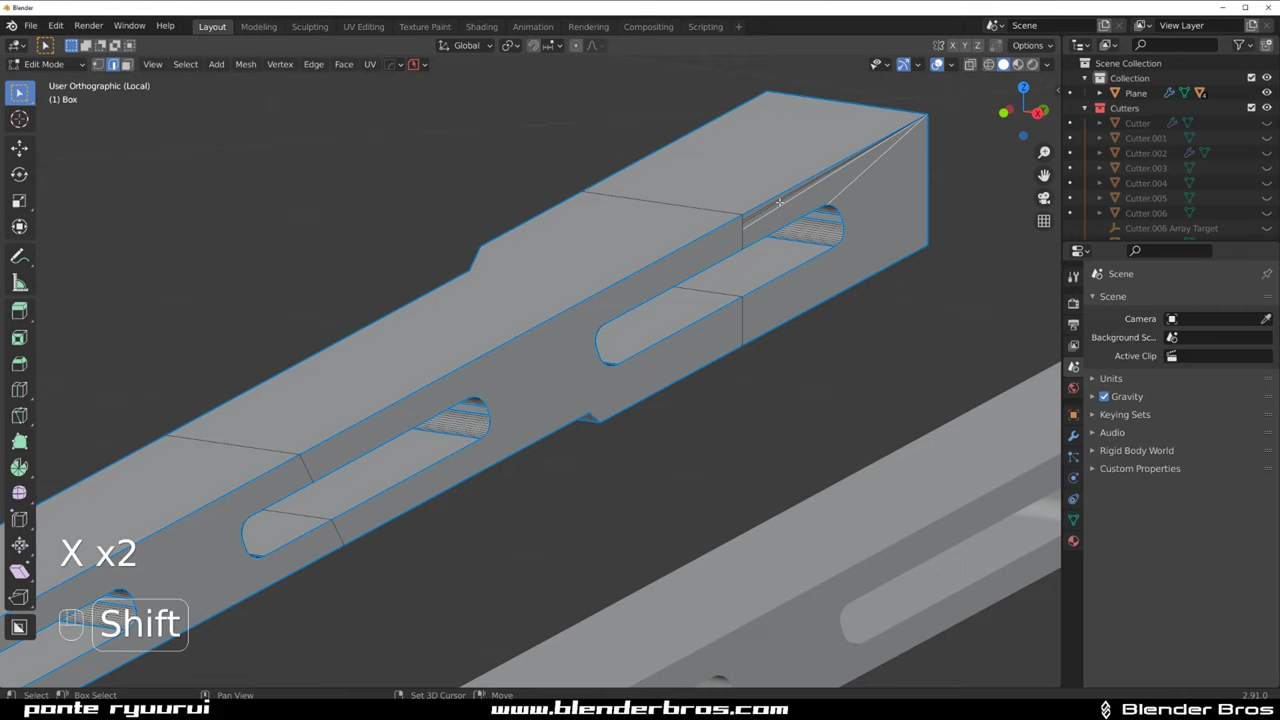 Blender
File Edit Render Window Help Layout Modeling Sculpting UV Editing Texture Paint Shading Animation Rendering Compositing Scripting + Scene View Layer
Global X Y Z Options
Edit Mode View Select Add Mesh Vertex Edge Face UV
User Orthographic (Local)
(1) Box
Z
X
Scene Collection
Collection
Plane
Cutters
Cutter
Cutter.001
Cutter.002
Cutter.003
Cutter.004
Cutter.005
Cutter.006
Cutter.006 Array Target
Scene
Scene
Camera
Background Sc...
Active Clip
Units
Gravity
Keying Sets
Audio
Rigid Body World
Custom Properties
X x2
Shift
Select Box Select Pan View Set 3D Cursor Move 2.91.0
ponte ryuurui www.blenderbros.com Blender Bros